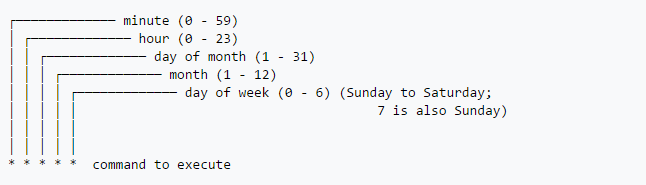 minute (0 - 59)
hour (0 - 23)
day of month (1 - 31)
month (1 - 12)
day of week (0 - 6) (Sunday to Saturday;
7 is also Sunday)
* * * * * command to execute